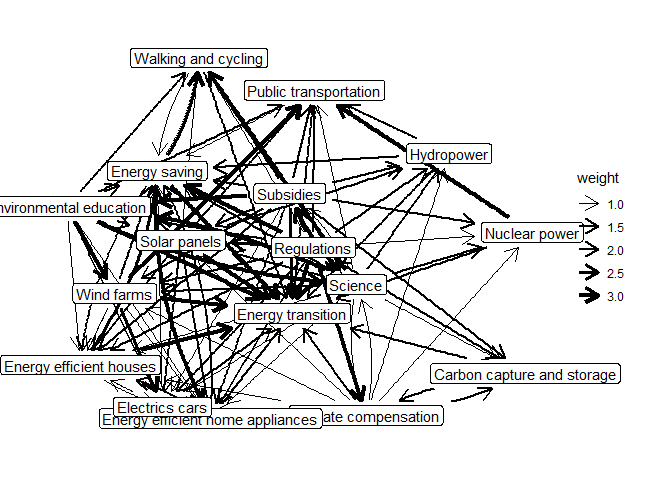 Walking and cycling
Public transportation
Hydropower
Energy saving
weight
Subsidies
1.0
nvironmental education
1.5
Nuclear power
Solar panels
Regulations
2.0
2.5
Science
Wind farms
3.0
Energy transition
Energy efficient houses
Carbon capture and storage
Electrics cars
ate compensation
Energy efficient home appliances